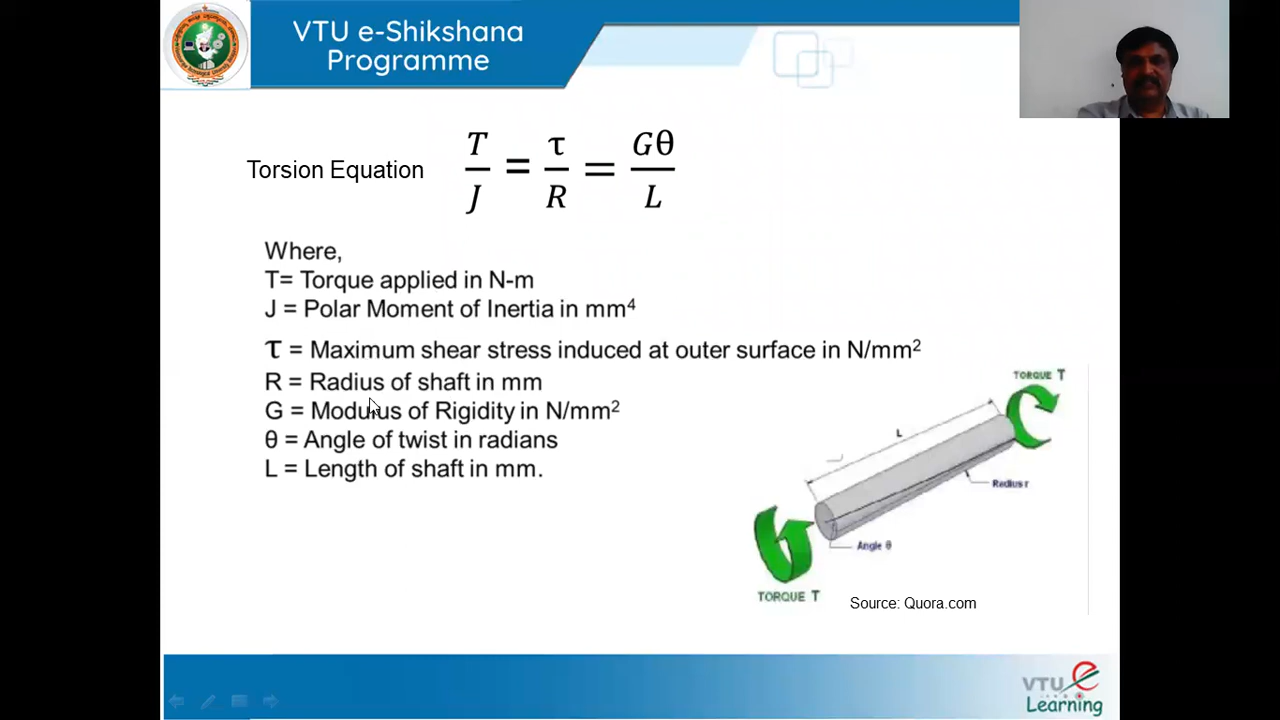 VTU e-Shikshana
Programme
Torsion Equation T/J = τ/R = Gθ/L
Where,
T= Torque applied in N-m
J = Polar Moment of Inertia in mm⁴
τ = Maximum shear stress induced at outer surface in N/mm²
R = Radius of shaft in mm
G = Modulus of Rigidity in N/mm²
θ = Angle of twist in radians
L = Length of shaft in mm.
TORQUE T
L
Radius r
Angle θ
TORQUE T
Source: Quora.com
VTU e
Learning